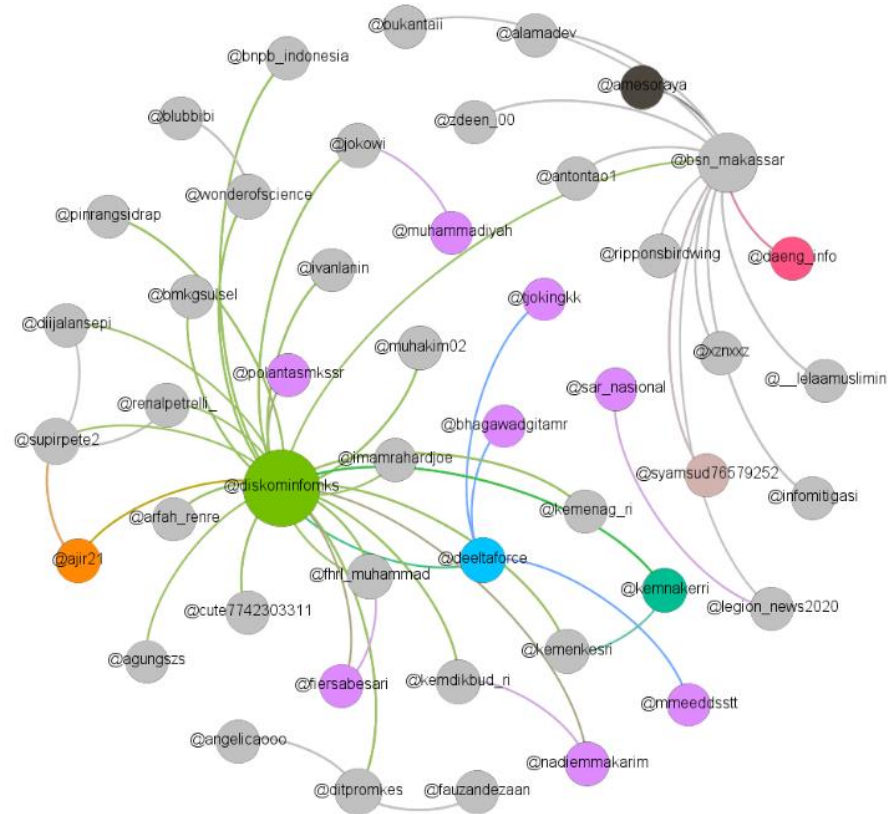 @bukantaii
@alamadev
@bnpb_indonesia
@amesoraya
@blubbibi
@zdeen_00
@jokowi
@bsn_makassar
@antontao1
@wonderofscience
@pinrangsidrap
@muhammadiyah
@ripponsbirdwing
@daeng_info
@ivanlanin
@bmkgsulsel
@tjokingkk
@diijalansepi
@muhakim02
@xznxxz
@polantasmkssr
@__lelaamuslimin
@sar_nasional
@renalpetrelli_
@bhagawadgitamr
@supirpete2
@imamrahardjoe
@syamsud76579252
@diskominfomks
@infomitigasi
@kemenag_ri
@arfah_renre
@ajir21
@deeltaforce
@fhrl_muhammad
@kemnakerri
@cute7742303311
@legion_news2020
@kemenkesri
@agungszs
@fiersabesari
@kemdikbud_ri
@mmeeddsstt
@angelicaooo
@nadiemmakarim
@ditpromkes
@fauzandezaan